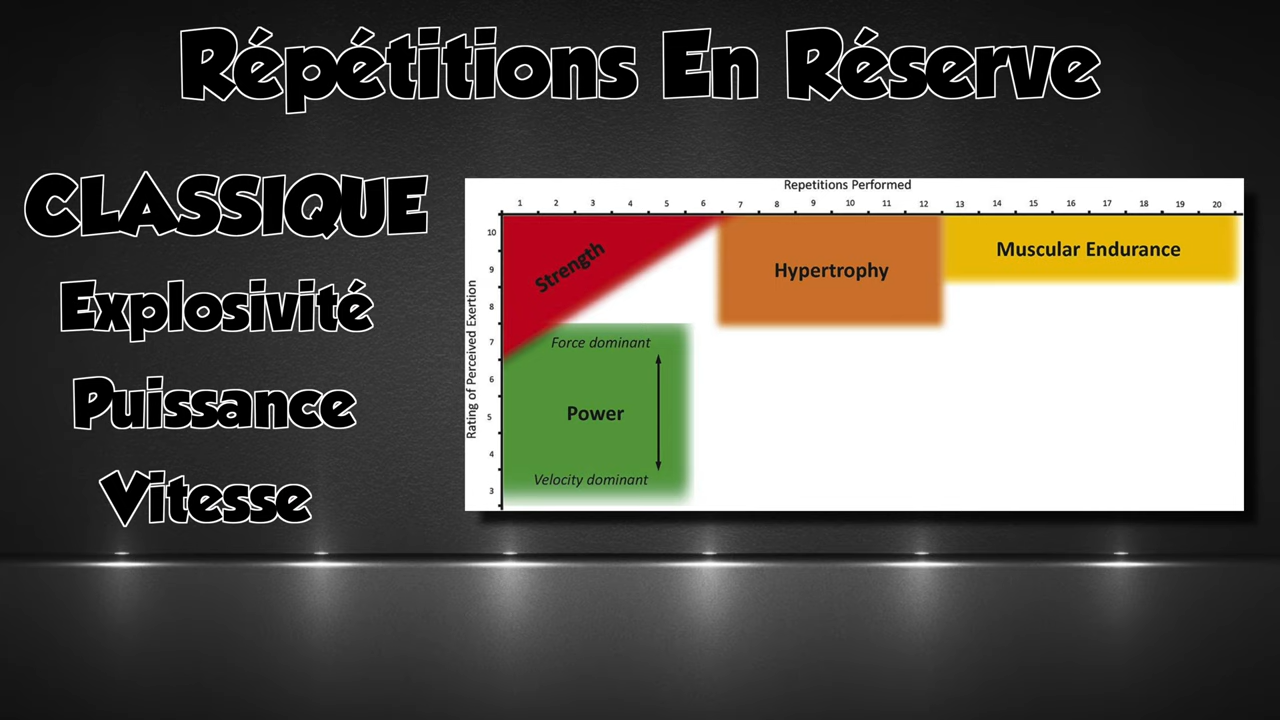 Répétitions En Réserve
CLASSIQUE
Explosivité
Puissance
Vitesse
Repetitions Performed
1 2 3 4 5 6 7 8 9 10 11 12 13 14 15 16 17 18 19 20
Rating of Perceived Exertion
10
9
8
7
6
5
4
3
Strength
Hypertrophy
Muscular Endurance
Force dominant
Power
Velocity dominant